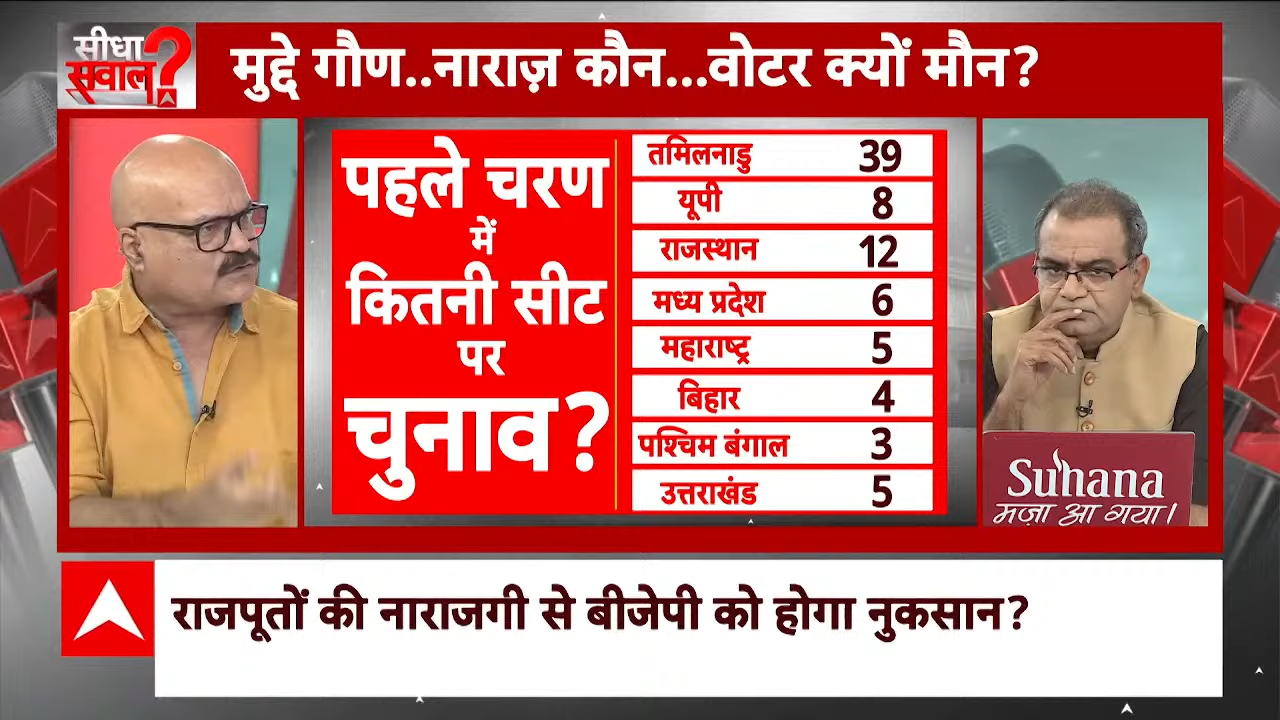 सीधा
सवाल?
मुद्दे गौण..नाराज़ कौन...वोटर क्यों मौन?
पहले चरण
में
कितनी सीट
पर
चुनाव?
तमिलनाडु 39
यूपी 8
राजस्थान 12
मध्य प्रदेश 6
महाराष्ट्र 5
बिहार 4
पश्चिम बंगाल 3
उत्तराखंड 5
Suhana
मज़ा आ गया!
राजपूतों की नाराजगी से बीजेपी को होगा नुकसान?